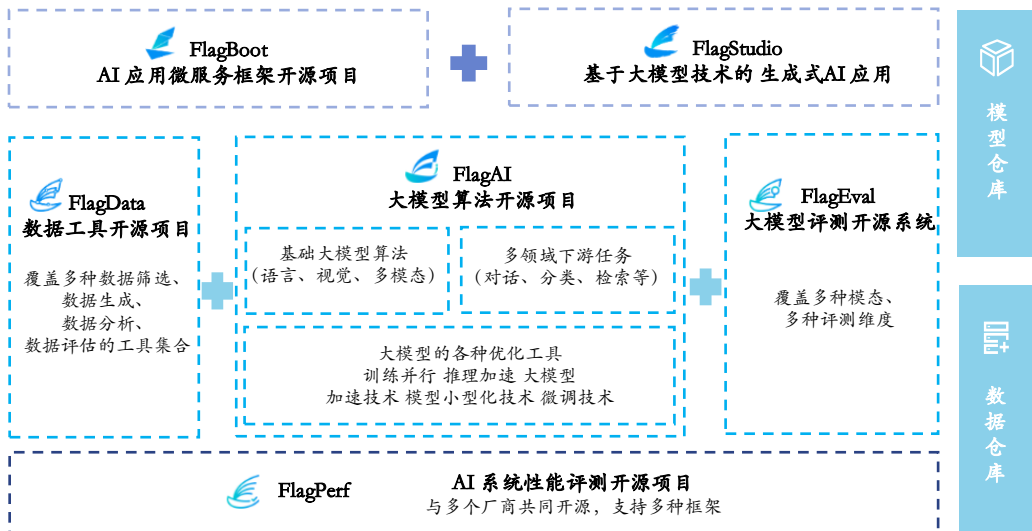 FlagBoot
AI 应用微服务框架开源项目
FlagStudio
基于大模型技术的 生成式AI 应用
模型仓库
FlagData
数据工具开源项目
覆盖多种数据筛选、
数据生成、
数据分析、
数据评估的工具集合
FlagAI
大模型算法开源项目
基础大模型算法
(语言、视觉、多模态)
多领域下游任务
(对话、分类、检索等)
大模型的各种优化工具
训练并行 推理加速 大模型
加速技术 模型小型化技术 微调技术
FlagEval
大模型评测开源系统
覆盖多种模态、
多种评测维度
数据仓库
FlagPerf
AI 系统性能评测开源项目
与多个厂商共同开源，支持多种框架